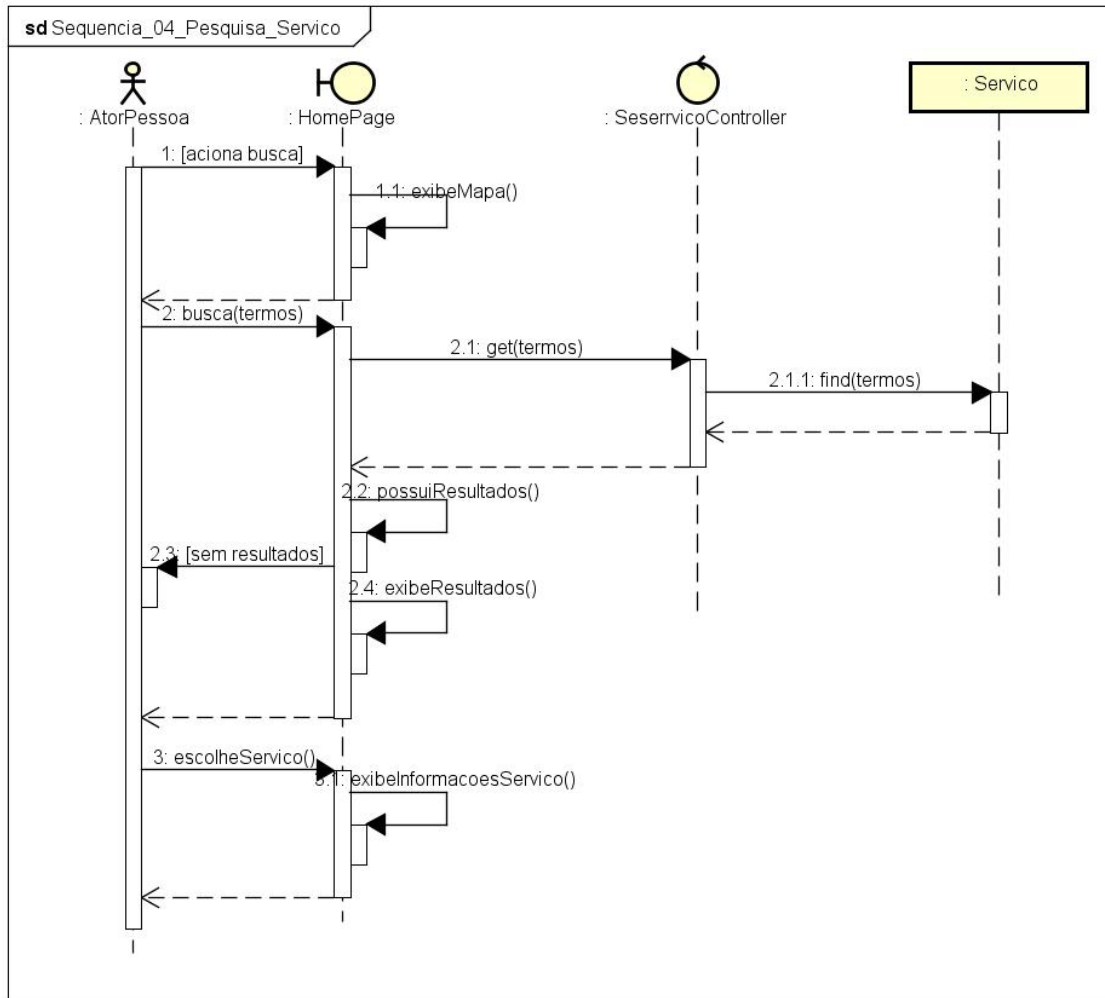 sd Sequencia_04_Pesquisa_Servico
: AtorPessoa
: HomePage
: SeserrvicoController
: Servico
1: [aciona busca]
1.1: exibeMapa()
2: busca(termos)
2.1: get(termos)
2.1.1: find(termos)
2.2: possuiResultados()
2.3: [sem resultados]
2.4: exibeResultados()
3: escolheServico()
3.1: exibeInformacoesServico()